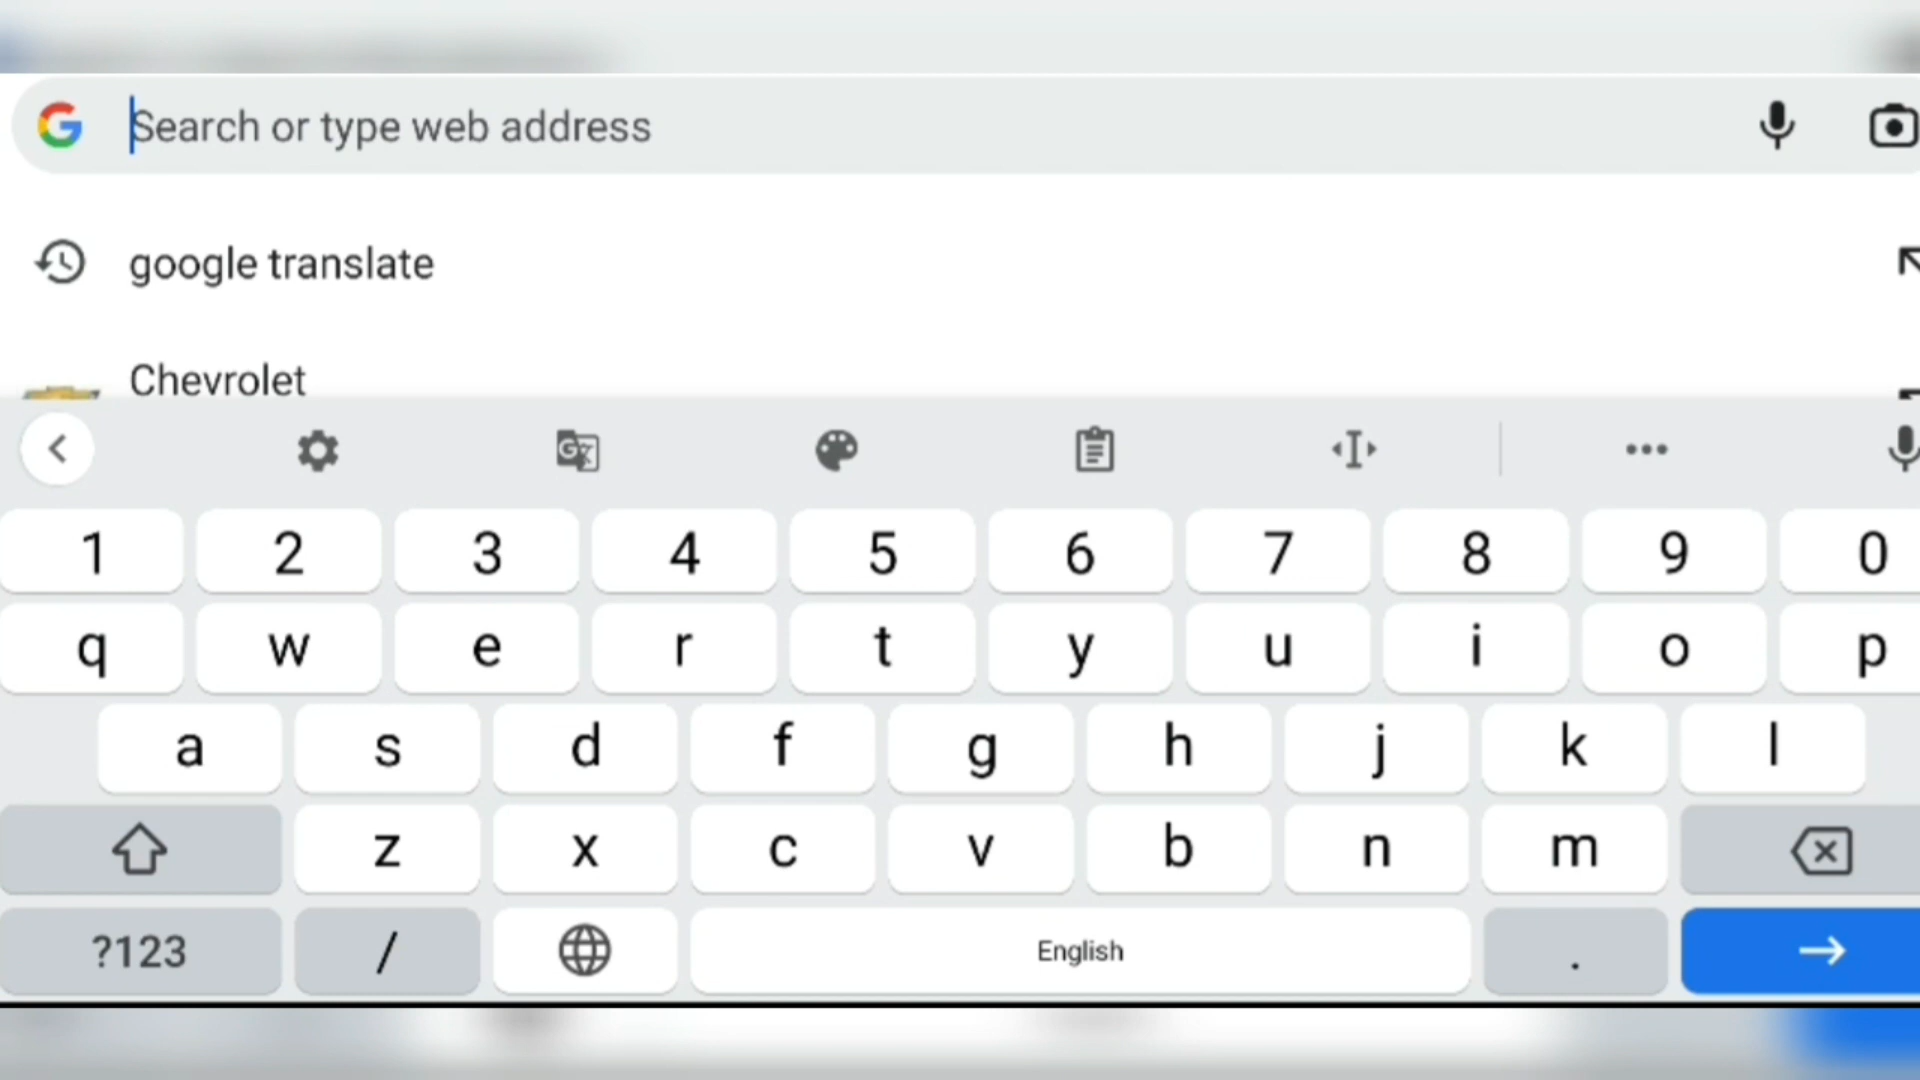 Search or type web address
google translate
Chevrolet
1 2 3 4 5 6 7 8 9 0
q w e r t y u i o p
a s d f g h j k l
z x c v b n m
?123 / English .